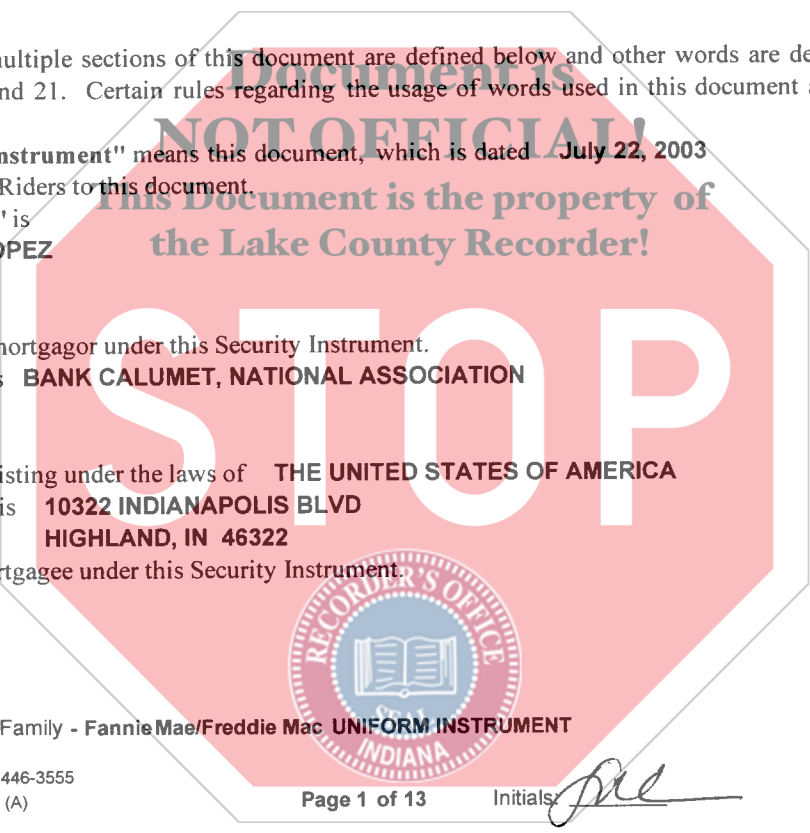 multiple sections of this document are defined below and other words are de
nd 21. Certain rules regarding the usage of words used in this document a
Document is
NOT OFFICIAL!
nstrument" means this document, which is dated July 22, 2003
Riders to this document.
This Document is the property of
" is
the Lake County Recorder!
OPEZ
STOP
mortgagor under this Security Instrument.
s BANK CALUMET, NATIONAL ASSOCIATION
isting under the laws of THE UNITED STATES OF AMERICA
is 10322 INDIANAPOLIS BLVD
HIGHLAND, IN 46322
rtgagee under this Security Instrument.
RECORDER'S OFFICE
SEAL
INDIANA
Family - Fannie Mae/Freddie Mac UNIFORM INSTRUMENT
446-3555
(A)
Page 1 of 13 Initials: